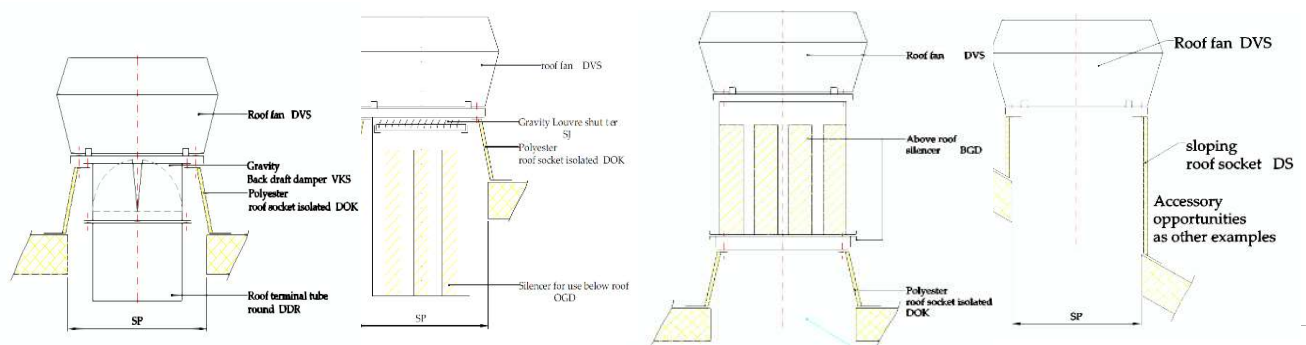 Roof fan DVS
Gravity
Back draft damper VKS
Polyester
roof socket isolated DOK
Roof terminal tube
round DDR
SP
roof fan DVS
Gravity Louvre shutter
SJ
Polyester
roof socket isolated DOK
Silencer for use below roof
OGD
SP
Roof fan DVS
Above roof
silencer BGD
Polyester
roof socket isolated
DOK
Roof fan DVS
sloping
roof socket DS
Accessory
opportunities
as other examples
SP